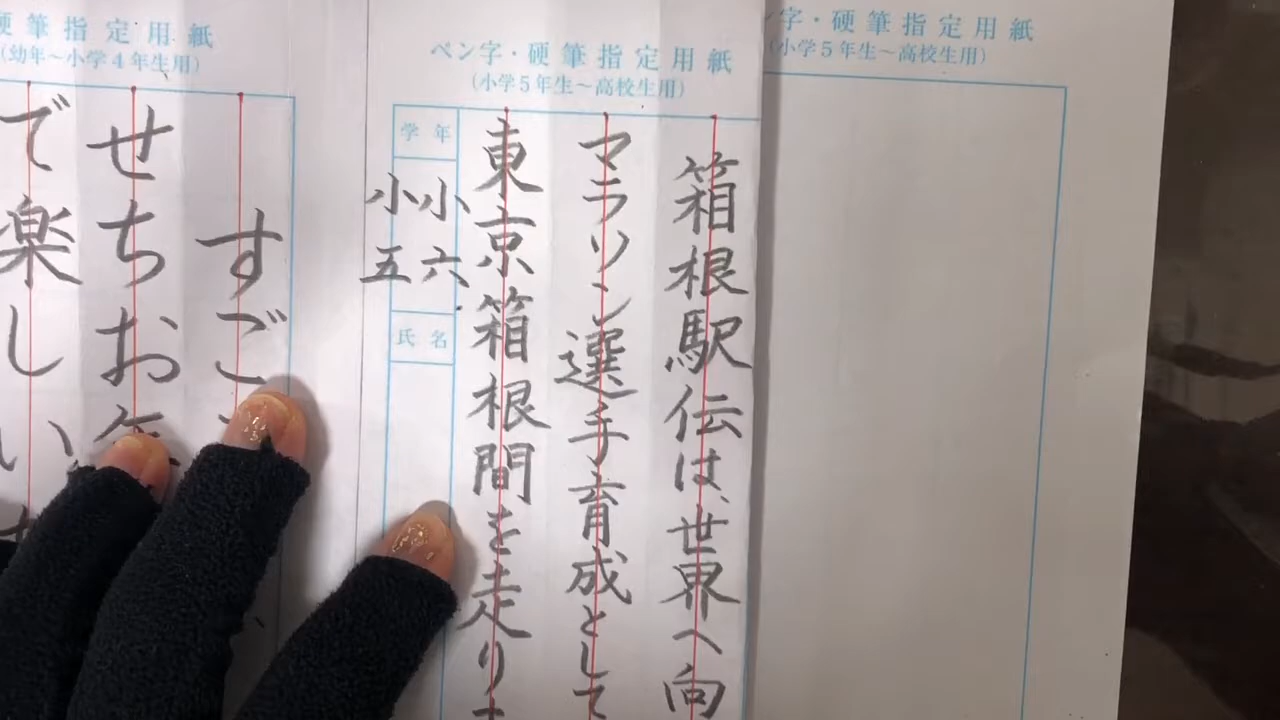 ン字・硬筆指定用紙
(小学5年生～高校生用)
ペン字・硬筆指定用紙
(小学5年生～高校生用)
箱根駅伝は、世界へ向
マラソン選手育成として
東京箱根間を走りま
学年
小六
小五
氏名
硬筆指定用紙
(幼年～小学4年生用)
すご
せちお年
で楽しい